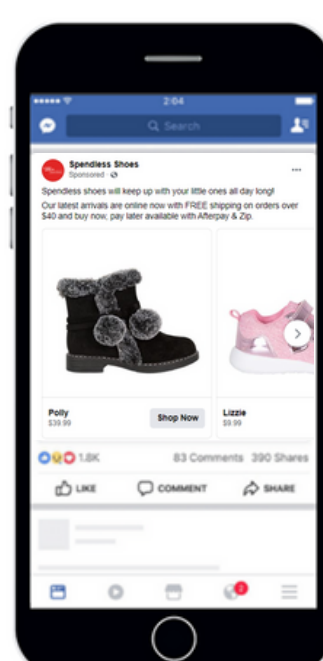 2:04
Search
Spendless Shoes
Sponsored ·
...
Spendless shoes will keep up with your little ones all day long!
Our latest arrivals are online now with FREE shipping on orders over
$40 and buy now, pay later available with Afterpay & Zip.
Polly
$39.99
Shop Now
Lizzie
$9.99
1.8K
83 Comments 390 Shares
LIKE
COMMENT
SHARE
2